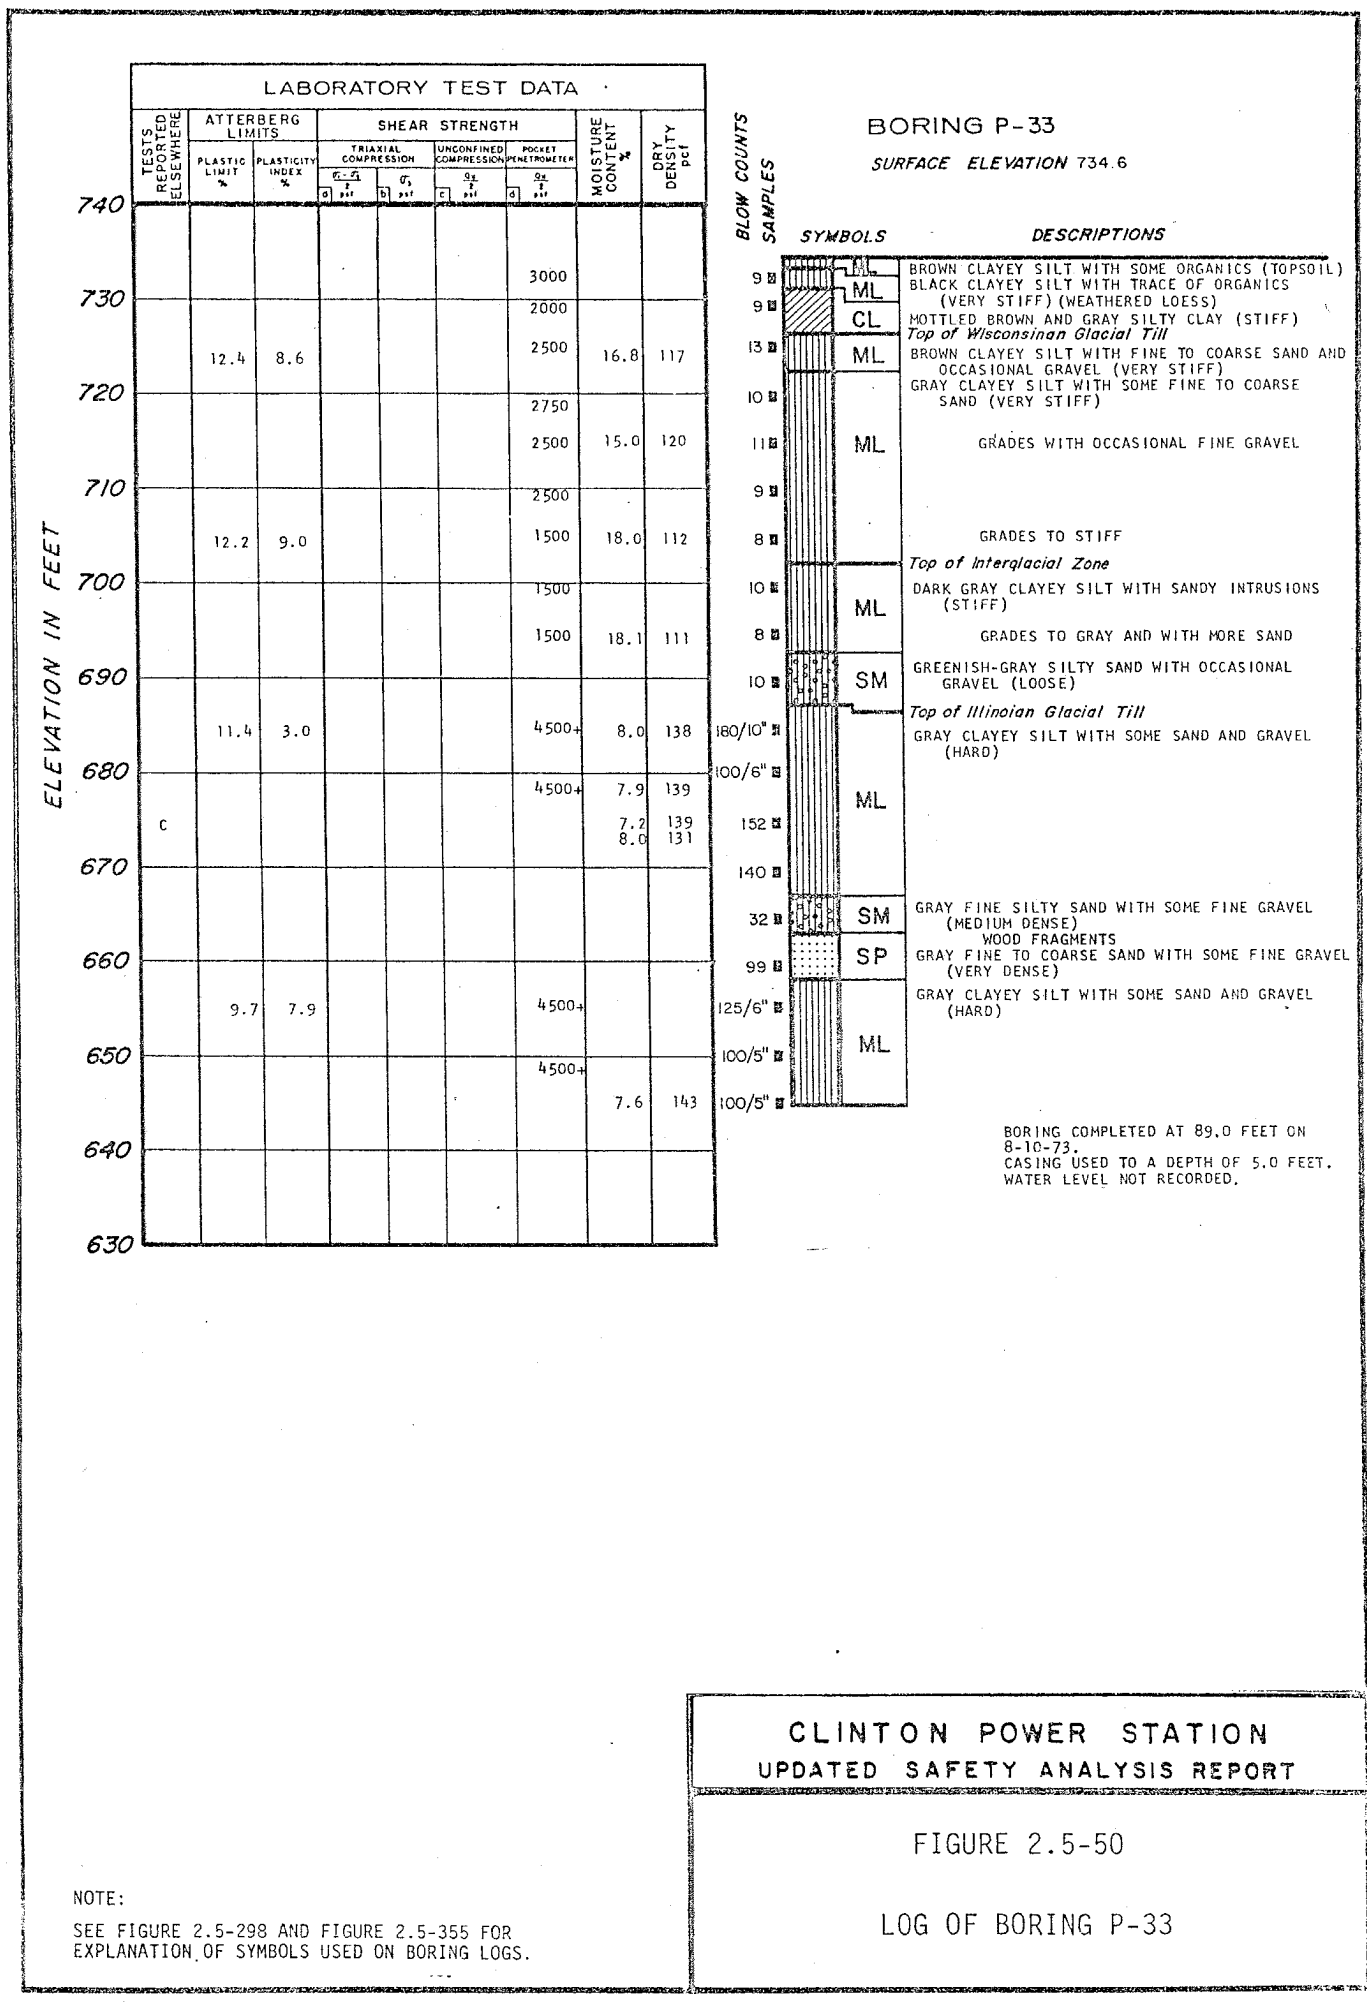 LABORATORY TEST DATA
TESTS REPORTED ELSEWHERE
ATTERBERG LIMITS
SHEAR STRENGTH
MOISTURE CONTENT %
DRY DENSITY pcf
PLASTIC LIMIT %
PLASTICITY INDEX %
TRIAXIAL COMPRESSION
UNCONFINED COMPRESSION
POCKET PENETROMETER
BLOW COUNTS
SAMPLES
BORING P-33
SURFACE ELEVATION 734.6
SYMBOLS
DESCRIPTIONS
ELEVATION IN FEET
740
3000
9
ML
BROWN CLAYEY SILT WITH SOME ORGANICS (TOPSOIL)
ML
BLACK CLAYEY SILT WITH TRACE OF ORGANICS
(VERY STIFF) (WEATHERED LOESS)
730
2000
9
CL
MOTTLED BROWN AND GRAY SILTY CLAY (STIFF)
Top of Wisconsinan Glacial Till
12.4 8.6 2500 16.8 117
13
ML
BROWN CLAYEY SILT WITH FINE TO COARSE SAND AND
OCCASIONAL GRAVEL (VERY STIFF)
GRAY CLAYEY SILT WITH SOME FINE TO COARSE
SAND (VERY STIFF)
720
2750
10
2500 15.0 120
11
ML
GRADES WITH OCCASIONAL FINE GRAVEL
710
2500
9
12.2 9.0 1500 18.0 112
8
GRADES TO STIFF
Top of Interglacial Zone
700
1500
10
ML
DARK GRAY CLAYEY SILT WITH SANDY INTRUSIONS
(STIFF)
1500 18.1 111
8
GRADES TO GRAY AND WITH MORE SAND
690
10
SM
GREENISH-GRAY SILTY SAND WITH OCCASIONAL
GRAVEL (LOOSE)
Top of Illinoian Glacial Till
11.4 3.0 4500+ 8.0 138
180/10"
GRAY CLAYEY SILT WITH SOME SAND AND GRAVEL
(HARD)
680
100/6"
4500+ 7.9 139
ML
C 7.2 139
8.0 131
152
670
140
32
SM
GRAY FINE SILTY SAND WITH SOME FINE GRAVEL
(MEDIUM DENSE)
WOOD FRAGMENTS
660
99
SP
GRAY FINE TO COARSE SAND WITH SOME FINE GRAVEL
(VERY DENSE)
9.7 7.9 4500+
125/6"
GRAY CLAYEY SILT WITH SOME SAND AND GRAVEL
(HARD)
650
4500+
100/5"
ML
7.6 143
100/5"
640
630
BORING COMPLETED AT 89.0 FEET ON
8-10-73.
CASING USED TO A DEPTH OF 5.0 FEET.
WATER LEVEL NOT RECORDED.
CLINTON POWER STATION
UPDATED SAFETY ANALYSIS REPORT
FIGURE 2.5-50
LOG OF BORING P-33
NOTE:
SEE FIGURE 2.5-298 AND FIGURE 2.5-355 FOR
EXPLANATION OF SYMBOLS USED ON BORING LOGS.